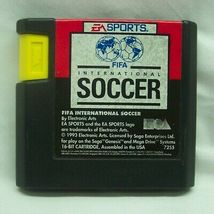 EA SPORTS
FIFA
INTERNATIONAL
SOCCER
FIFA INTERNATIONAL SOCCER
By Electronic Arts
EA SPORTS and the EA SPORTS logo
are trademarks of Electronic Arts.
© 1993 Electronic Arts. Licensed by Sega Enterprises Ltd.
for play on the Sega™ Genesis™ and Mega Drive™ Systems
16-BIT CARTRIDGE, Assembled in the USA 7255